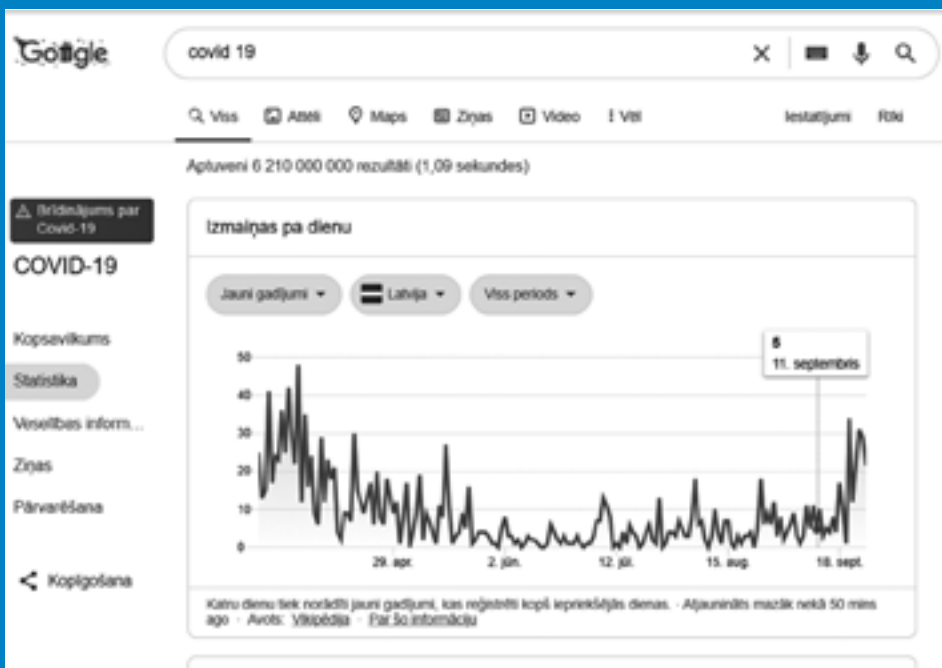 Google
covid 19
Viss Attēli Maps Ziņas Video Vēl Iestatījumi Rīki
Aptuveni 6 210 000 000 rezultāti (1,09 sekundes)
Brīdinājums par
Covid-19
COVID-19
Kopsavilkums
Statistika
Veselības inform...
Ziņas
Pārvarēšana
Kopīgošana
Izmaiņas pa dienu
Jauni gadījumi Latvija Viss periods
5
11. septembris
50
40
30
20
10
0
29. apr. 2. jūn. 12. jūl. 15. aug. 18. sept.
Katru dienu tiek norādīti jauni gadījumi, kas reģistrēti kopš iepriekšējās dienas. · Atjaunināts mazāk nekā 50 mins
ago · Avots: Vikipēdija · Par šo informāciju